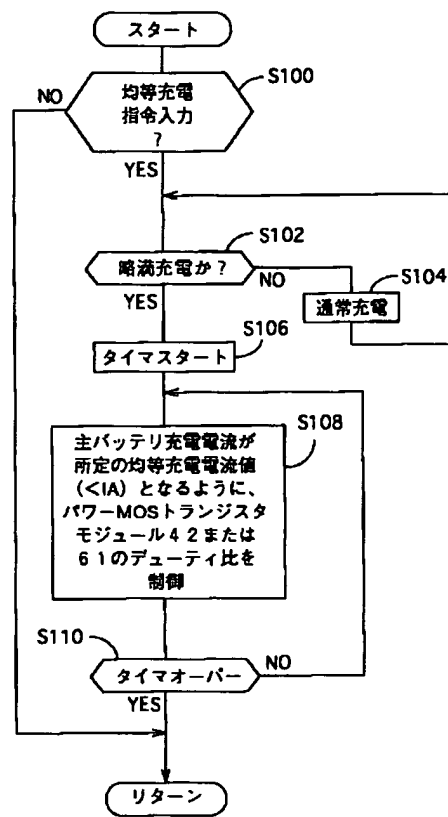 スタート
S100
NO
均等充電
指令入力
?
YES
S102
略満充電か?
NO
S104
通常充電
YES
S106
タイマスタート
S108
主バッテリ充電電流が
所定の均等充電電流値
(<IA)となるように、
パワーMOSトランジスタ
モジュール42または
61のデューティ比を
制御
S110
タイマオーバー
NO
YES
リターン